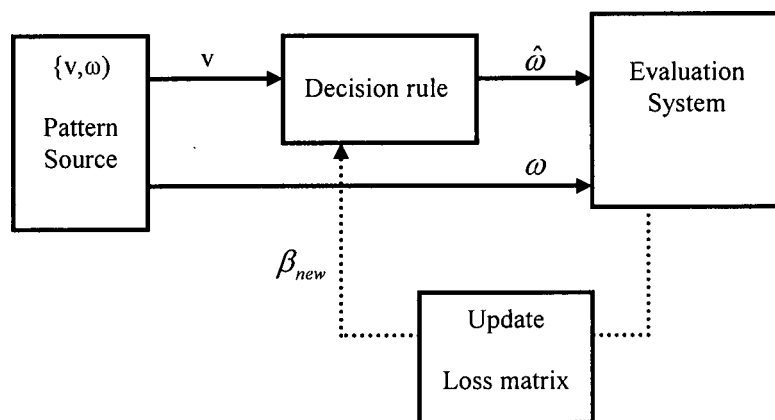 {v,ω}
Pattern
Source
v
Decision rule
ω̂
Evaluation
System
ω
β_new
Update
Loss matrix